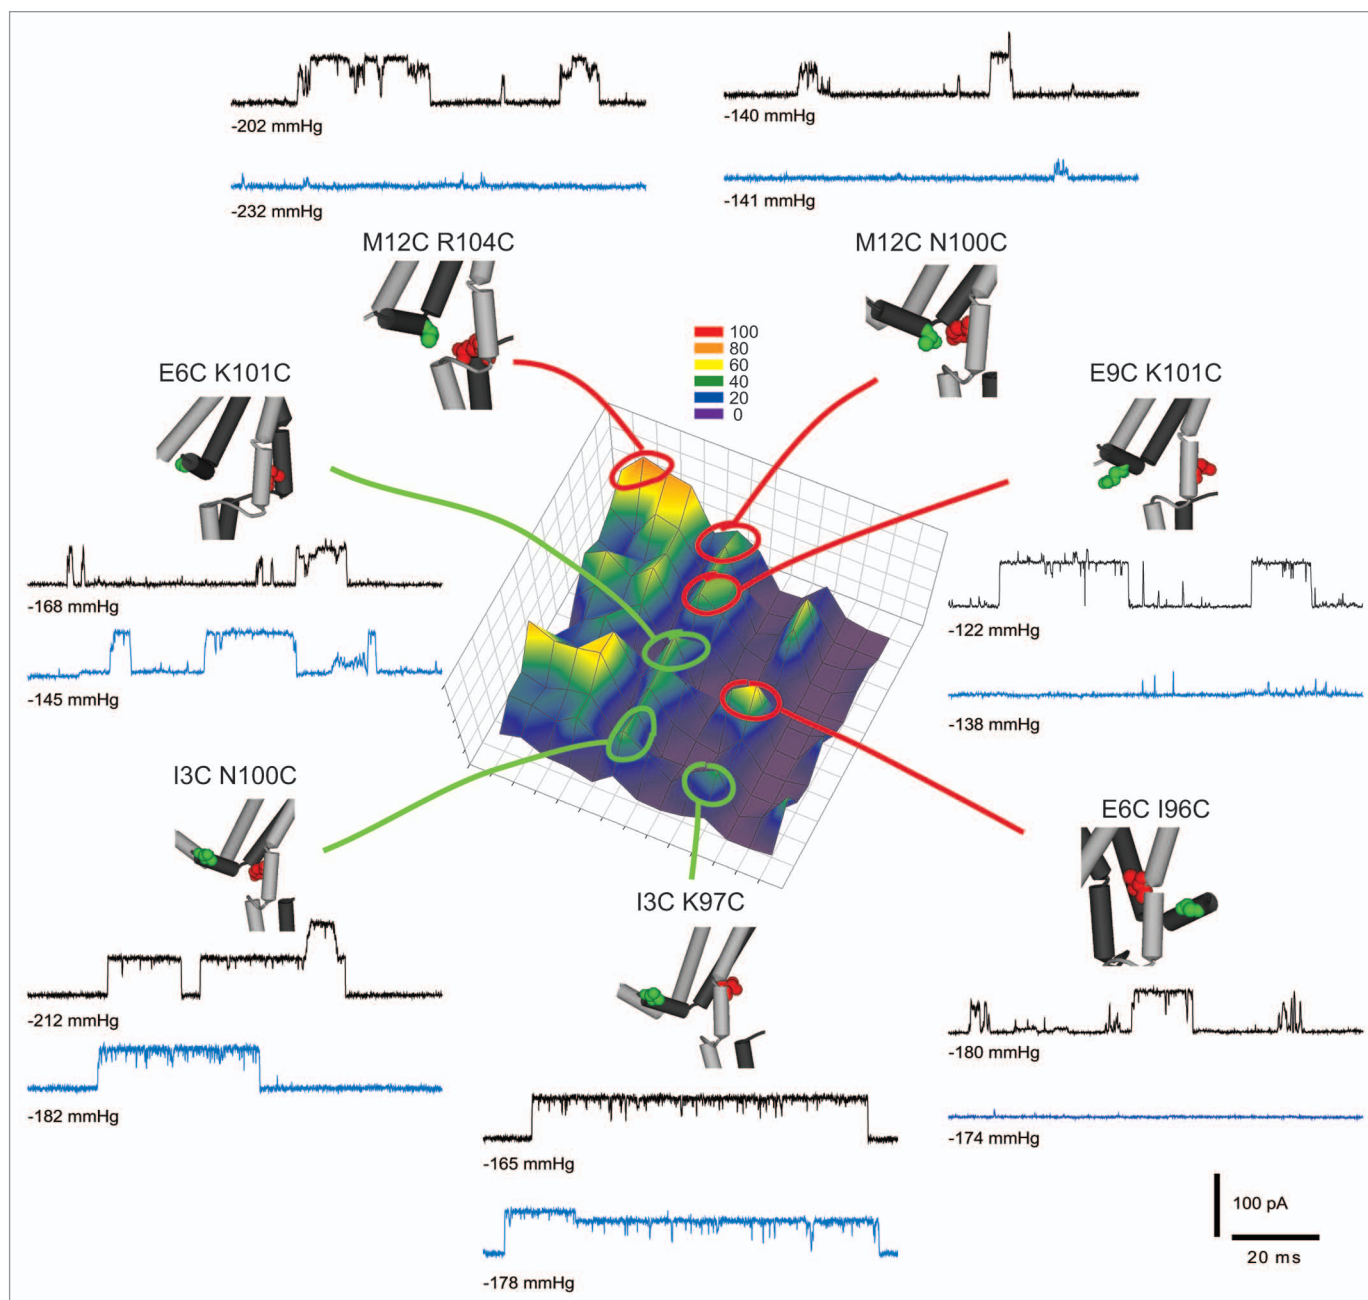 -202 mmHg
-140 mmHg
-232 mmHg
-141 mmHg
M12C R104C
M12C N100C
100
80
60
40
20
0
E6C K101C
E9C K101C
-168 mmHg
-122 mmHg
-145 mmHg
-138 mmHg
I3C N100C
E6C I96C
I3C K97C
-212 mmHg
-180 mmHg
-182 mmHg
-174 mmHg
-165 mmHg
100 pA
20 ms
-178 mmHg